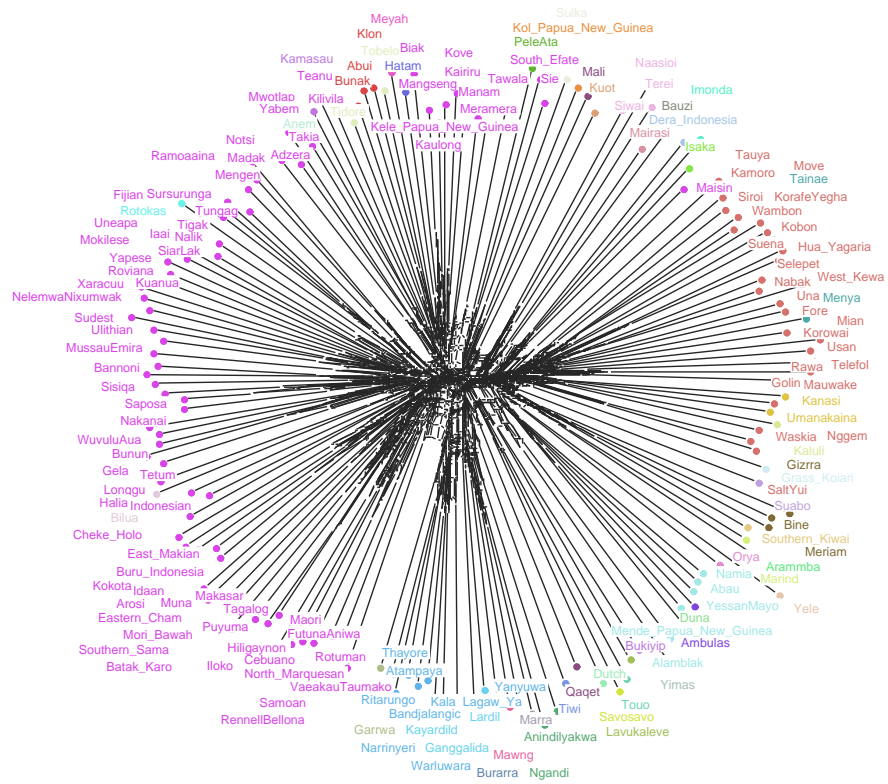 Sulka
Meyah
Kol_Papua_New_Guinea
Klon
PeleAta
Tobelo
Biak
Kove
Naasioi
Kamasau
Abui
Hatam
South_Efate
Mali
Terei
Teanu
Bunak
Kairiru
Tawala
Sie
Kuot
Imonda
Mangseng
Manam
Mwotlap
Kilivila
Siwai
Bauzi
Yabem
Tidore
Meramera
Dera_Indonesia
Anem
Kele_Papua_New_Guinea
Mairasi
Notsi
Takia
Kaulong
Isaka
Tauya
Ramoaaina
Madak
Adzera
Move
Mengen
Kamoro
Tainae
Maisin
Fijian
Sursurunga
Siroi
KorafeYegha
Rotokas
Tungag
Wambon
Uneapa
Tigak
Kobon
Iaai
Nalik
Suena
Mokilese
SiarLak
Hua_Yagaria
Yapese
Selepet
Roviana
Kuanua
West_Kewa
Xaracuu
Nabak
NelemwaNixumwak
Una
Menya
Sudest
Fore
Mian
Ulithian
Korowai
MussauEmira
Usan
Bannoni
Rawa
Telefol
Sisiqa
Golin
Mauwake
Saposa
Kanasi
Nakanai
Umanakaina
WuvuluAua
Waskia
Nggem
Bunun
Kaluli
Gela
Gizrra
Tetum
Grass_Koian
Longgu
SaltYui
Halia
Indonesian
Suabo
Bilua
Bine
Cheke_Holo
Southern_Kiwai
East_Makian
Meriam
Orya
Buru_Indonesia
Arammba
Kokota
Idaan
Namia
Marind
Makasar
Abau
Arosi
Muna
Yele
Tagalog
YessanMayo
Eastern_Cham
Maori
Duna
Puyuma
Mende_Papua_New_Guinea
Mori_Bawah
FutunaAniwa
Ambulas
Southern_Sama
Hiligaynon
Bukiyip
Cebuano
Rotuman
Thayore
Alamblak
Batak_Karo
Iloko
North_Marquesan
Atampaya
Dutch
Yimas
VaeakauTaumako
Yanyuwa
Qaqet
Samoan
Ritarungo
Kala_Lagaw_Ya
Touo
RennellBellona
Bandjalangic
Lardil
Marra
Tiwi
Savosavo
Garrwa
Kayardild
Anindilyakwa
Lavukaleve
Narrinyeri
Ganggalida
Mawng
Warluwara
Burarra
Ngandi